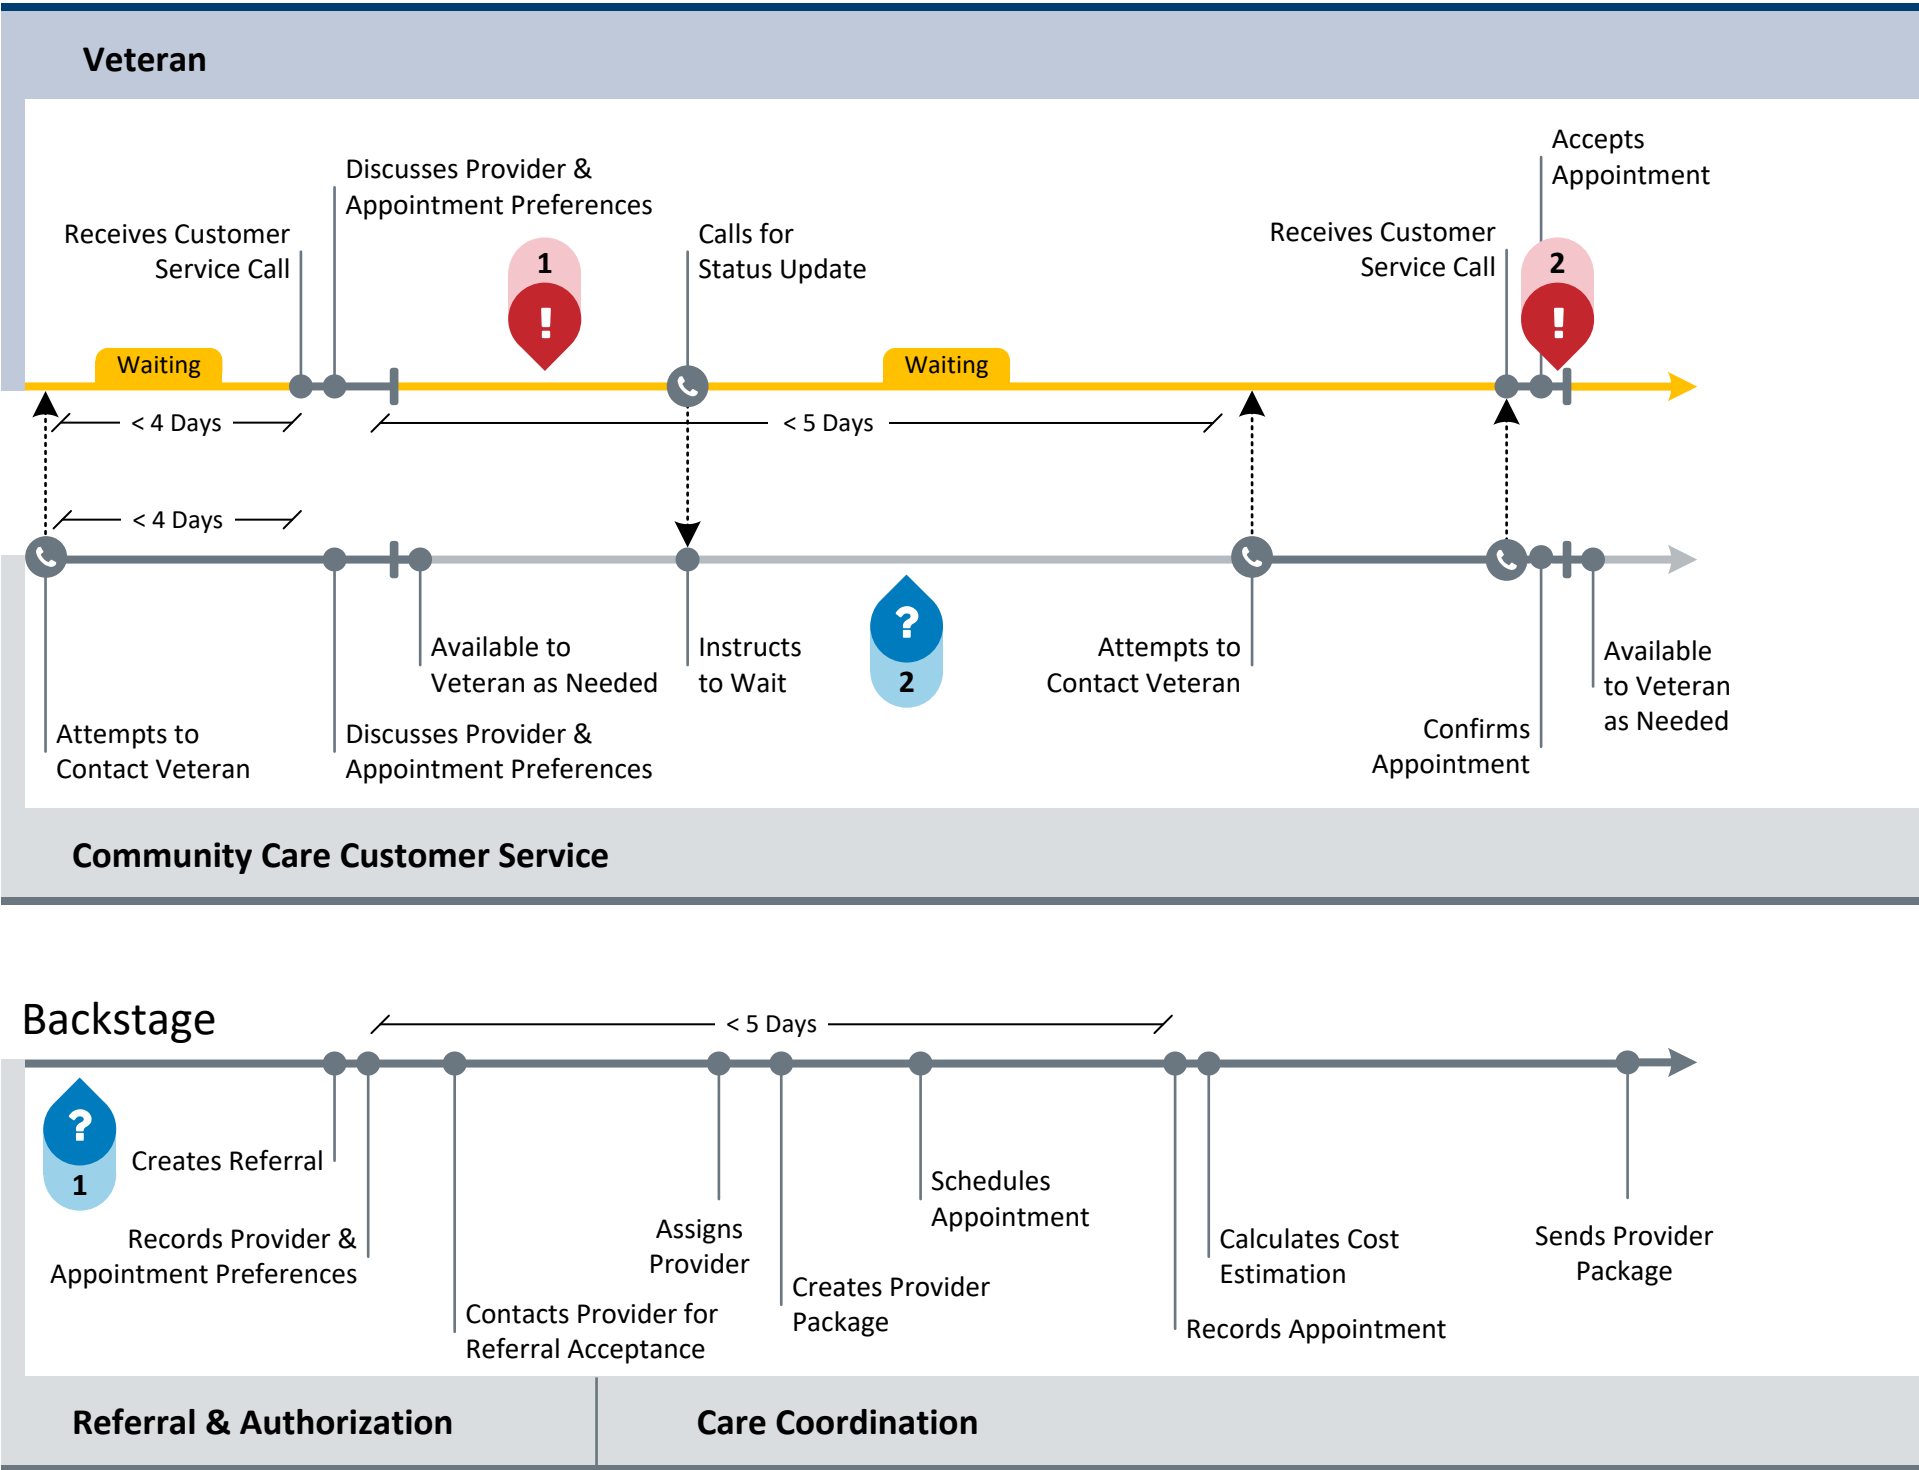 Veteran
Accepts
Appointment
Discusses Provider &
Appointment Preferences
Receives Customer
Service Call
1
Calls for
Status Update
Receives Customer
Service Call
2
!
!
Waiting
Waiting
< 4 Days
< 5 Days
< 4 Days
?
2
Available to
Veteran as Needed
Instructs
to Wait
Attempts to
Contact Veteran
Available
to Veteran
as Needed
Attempts to
Contact Veteran
Discusses Provider &
Appointment Preferences
Confirms
Appointment
Community Care Customer Service
Backstage
< 5 Days
?
1
Creates Referral
Records Provider &
Appointment Preferences
Contacts Provider for
Referral Acceptance
Assigns
Provider
Creates Provider
Package
Schedules
Appointment
Records Appointment
Calculates Cost
Estimation
Sends Provider
Package
Referral & Authorization
Care Coordination